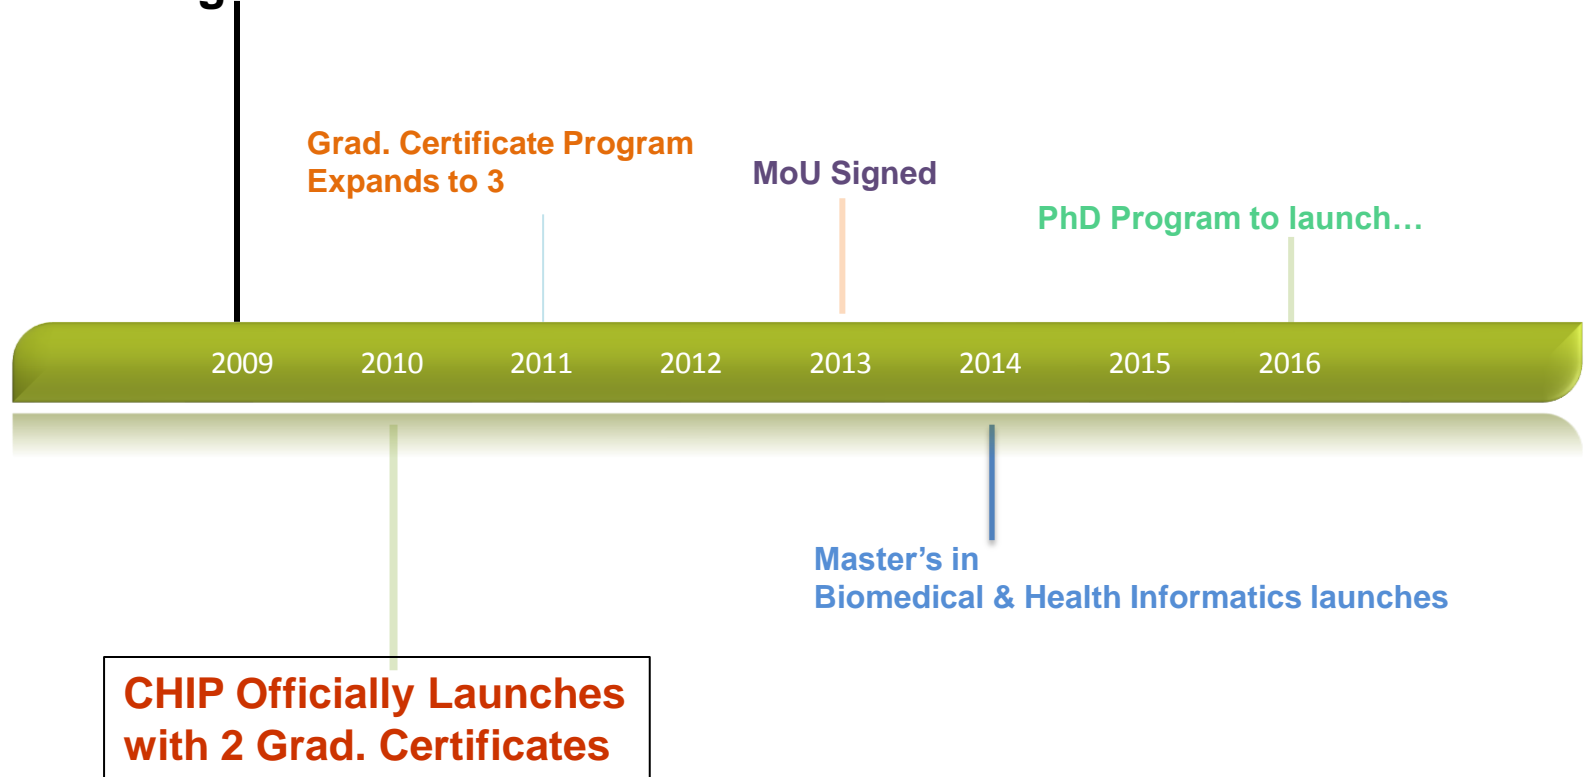 Grad. Certificate Program
Expands to 3
MoU Signed
PhD Program to launch…
2009 2010 2011 2012 2013 2014 2015 2016
Master’s in
Biomedical & Health Informatics launches
CHIP Officially Launches
with 2 Grad. Certificates